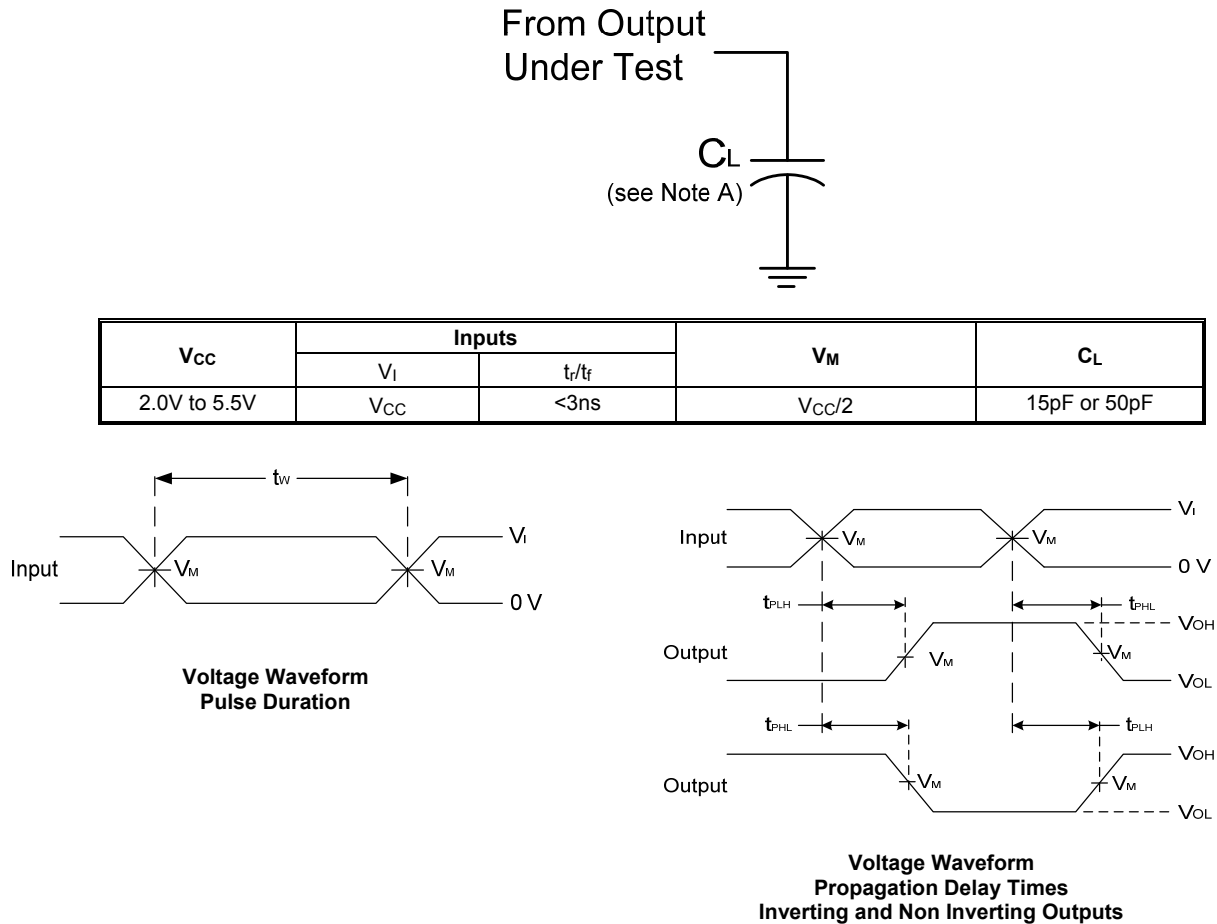 From Output
Under Test
CL
(see Note A)
VCC Inputs VM CL
VI tr/tf
2.0V to 5.5V VCC <3ns VCC/2 15pF or 50pF
tW
Input VM VM VI
0 V
Voltage Waveform
Pulse Duration
Input VM VM VI
0 V
tPLH tPHL
VOH
Output VM VM
VOL
tPHL tPLH
VOH
Output VM VM
VOL
Voltage Waveform
Propagation Delay Times
Inverting and Non Inverting Outputs